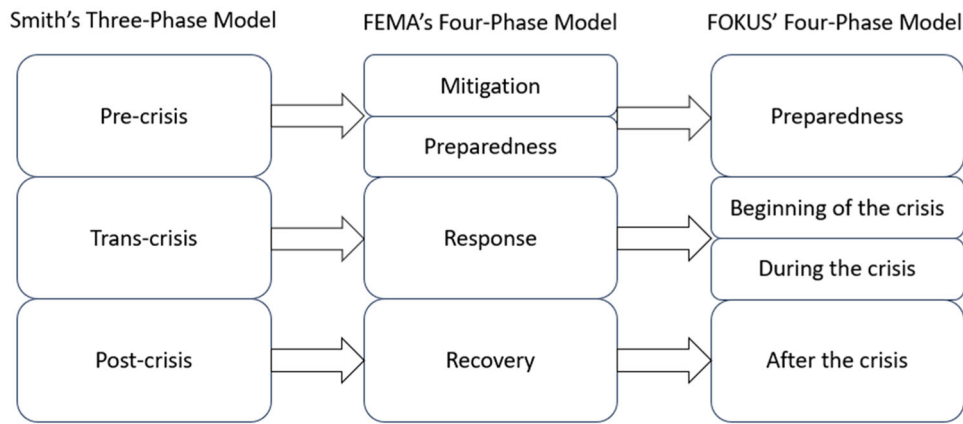 Smith's Three-Phase Model
FEMA's Four-Phase Model
FOKUS' Four-Phase Model
Pre-crisis
Mitigation
Preparedness
Preparedness
Trans-crisis
Response
Beginning of the crisis
During the crisis
Post-crisis
Recovery
After the crisis